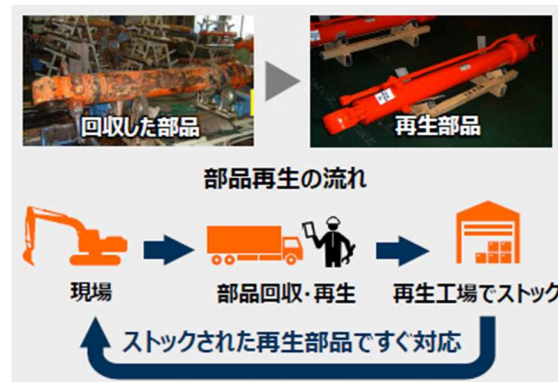 回収した部品
再生部品
部品再生の流れ
現場
部品回収・再生
再生工場でストック
ストックされた再生部品ですぐ対応